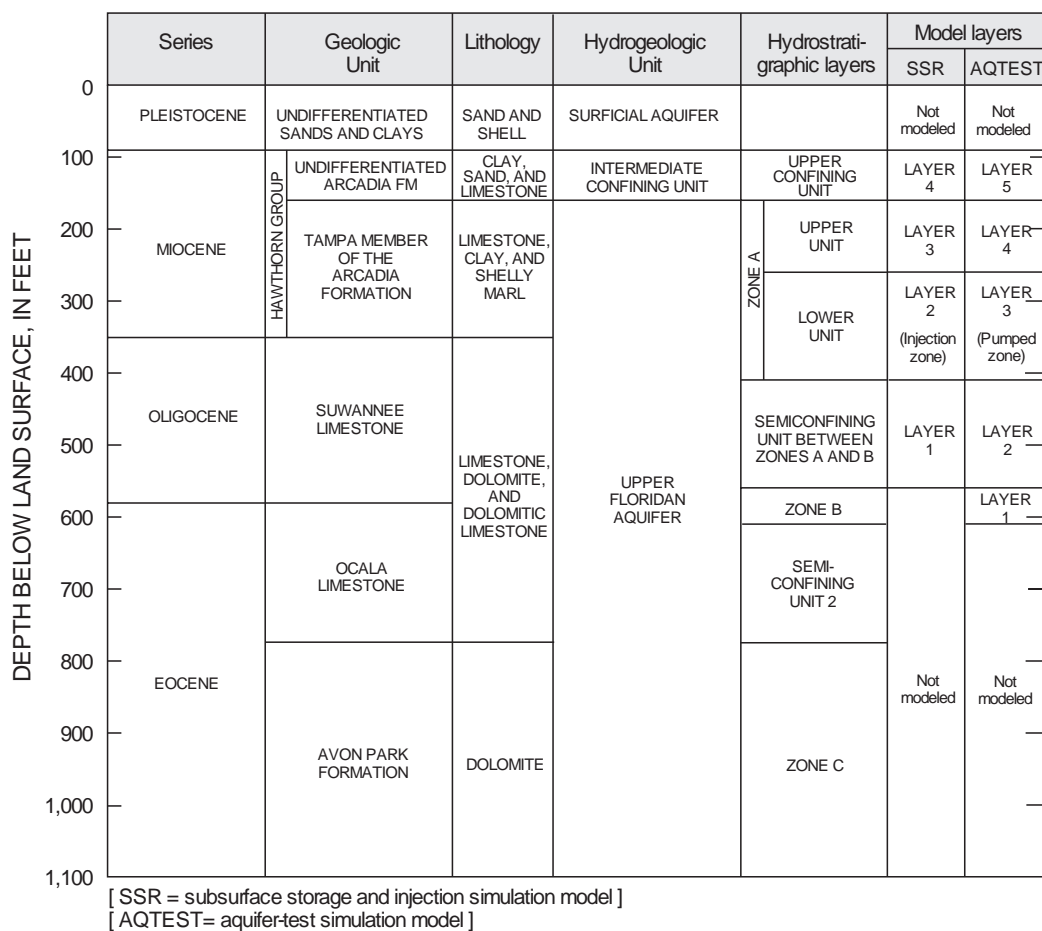 Series
Geologic
Unit
Lithology
Hydrogeologic
Unit
Hydrostrati-
graphic layers
Model layers
SSR
AQTEST
DEPTH BELOW LAND SURFACE, IN FEET
0
100
200
300
400
500
600
700
800
900
1,000
1,100
PLEISTOCENE
MIOCENE
OLIGOCENE
EOCENE
HAWTHORN GROUP
UNDIFFERENTIATED
SANDS AND CLAYS
UNDIFFERENTIATED
ARCADIA FM
TAMPA MEMBER
OF THE
ARCADIA
FORMATION
SUWANNEE
LIMESTONE
OCALA
LIMESTONE
AVON PARK
FORMATION
SAND AND
SHELL
CLAY,
SAND, AND
LIMESTONE
LIMESTONE,
CLAY, AND
SHELLY
MARL
LIMESTONE,
DOLOMITE,
AND
DOLOMITIC
LIMESTONE
DOLOMITE
SURFICIAL AQUIFER
INTERMEDIATE
CONFINING UNIT
UPPER
FLORIDAN
AQUIFER
UPPER
CONFINING
UNIT
ZONE A
UPPER
UNIT
LOWER
UNIT
SEMICONFINING
UNIT BETWEEN
ZONES A AND B
ZONE B
SEMI-
CONFINING
UNIT 2
ZONE C
Not
modeled
LAYER
4
LAYER
3
LAYER
2
(Injection
zone)
LAYER
1
Not
modeled
Not
modeled
LAYER
5
LAYER
4
LAYER
3
(Pumped
zone)
LAYER
2
LAYER
1
Not
modeled
[ SSR = subsurface storage and injection simulation model ]
[ AQTEST= aquifer-test simulation model ]